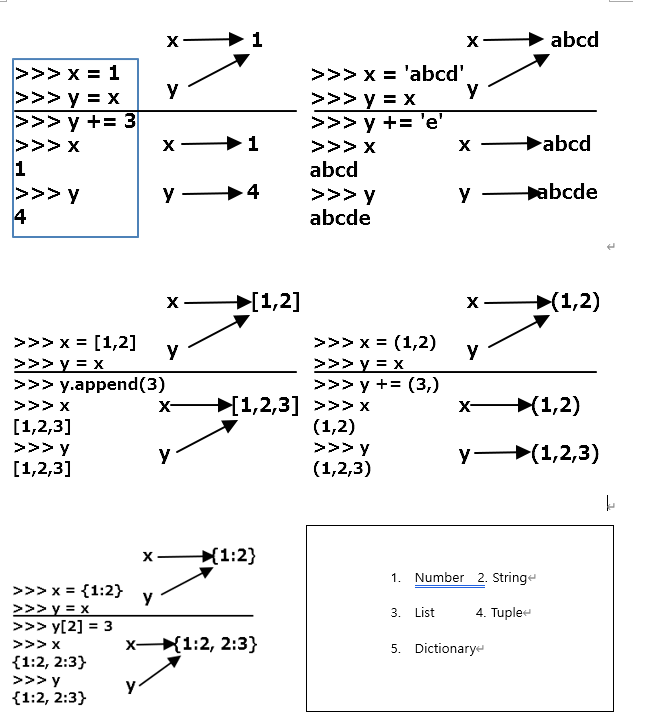 x 1
>>> x = 1
>>> y = x
y
>>> y += 3
>>> x
x 1
1
>>> y
y 4
4
x abcd
>>> x = 'abcd'
>>> y = x
y
>>> y += 'e'
>>> x
x abcd
abcd
>>> y
y abcde
abcde
x [1,2]
>>> x = [1,2]
>>> y = x
y
>>> y.append(3)
>>> x
x [1,2,3]
[1,2,3]
>>> y
y
[1,2,3]
x (1,2)
>>> x = (1,2)
>>> y = x
y
>>> y += (3,)
>>> x
x (1,2)
(1,2)
>>> y
y (1,2,3)
(1,2,3)
x {1:2}
>>> x = {1:2}
>>> y = x
y
>>> y[2] = 3
>>> x
x {1:2, 2:3}
{1:2, 2:3}
>>> y
y
{1:2, 2:3}
1. Number 2. String
3. List 4. Tuple
5. Dictionary